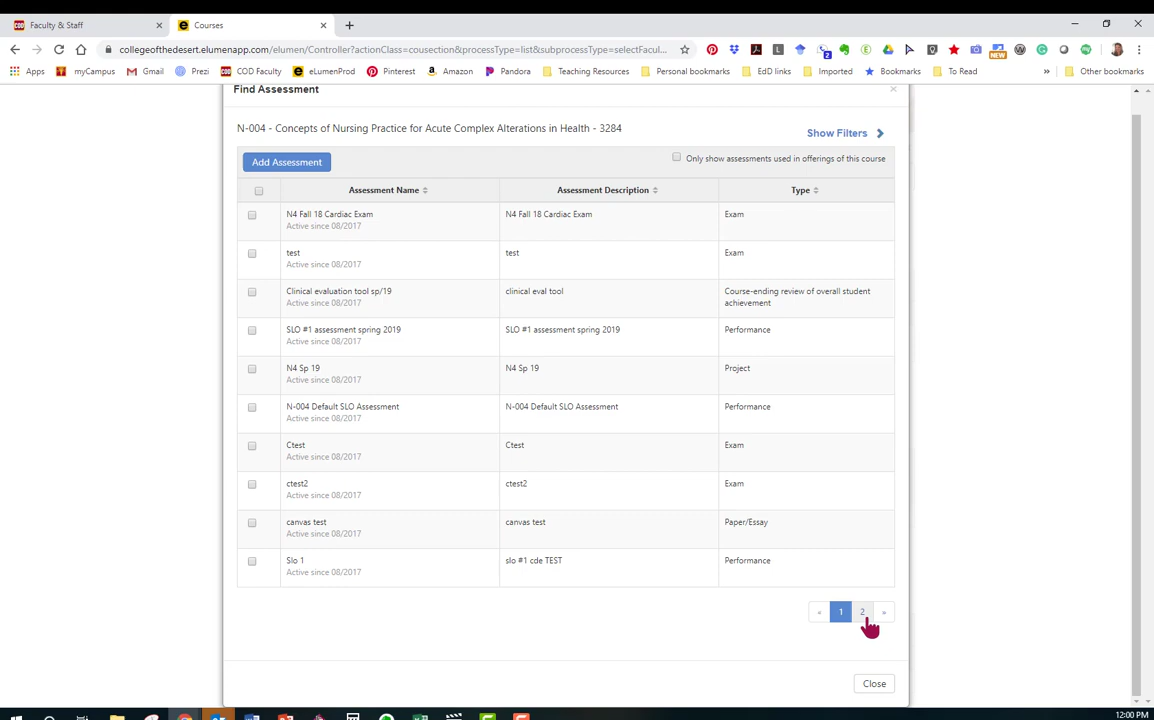 Faculty & Staff
Courses
collegeofthedesert.elumenapp.com/elumen/Controller?actionClass=cousection&processType=list&subprocessType=selectFacul...
Apps
myCampus
Gmail
Prezi
COD Faculty
eLumenProd
Pinterest
Amazon
Pandora
Teaching Resources
Personal bookmarks
EdD links
Imported
Bookmarks
To Read
»
Other bookmarks
Find Assessment
×
N-004 - Concepts of Nursing Practice for Acute Complex Alterations in Health - 3284
Show Filters
Add Assessment
Only show assessments used in offerings of this course
Assessment Name Assessment Description Type
N4 Fall 18 Cardiac Exam N4 Fall 18 Cardiac Exam Exam
Active since 08/2017
test test Exam
Active since 08/2017
Clinical evaluation tool sp/19 clinical eval tool Course-ending review of overall student
Active since 08/2017 achievement
SLO #1 assessment spring 2019 SLO #1 assessment spring 2019 Performance
Active since 08/2017
N4 Sp 19 N4 Sp 19 Project
Active since 08/2017
N-004 Default SLO Assessment N-004 Default SLO Assessment Performance
Active since 08/2017
Ctest Ctest Exam
Active since 08/2017
ctest2 ctest2 Exam
Active since 08/2017
canvas test canvas test Paper/Essay
Active since 08/2017
Slo 1 slo #1 cde TEST Performance
Active since 08/2017
« 1 2 »
Close
12:00 PM